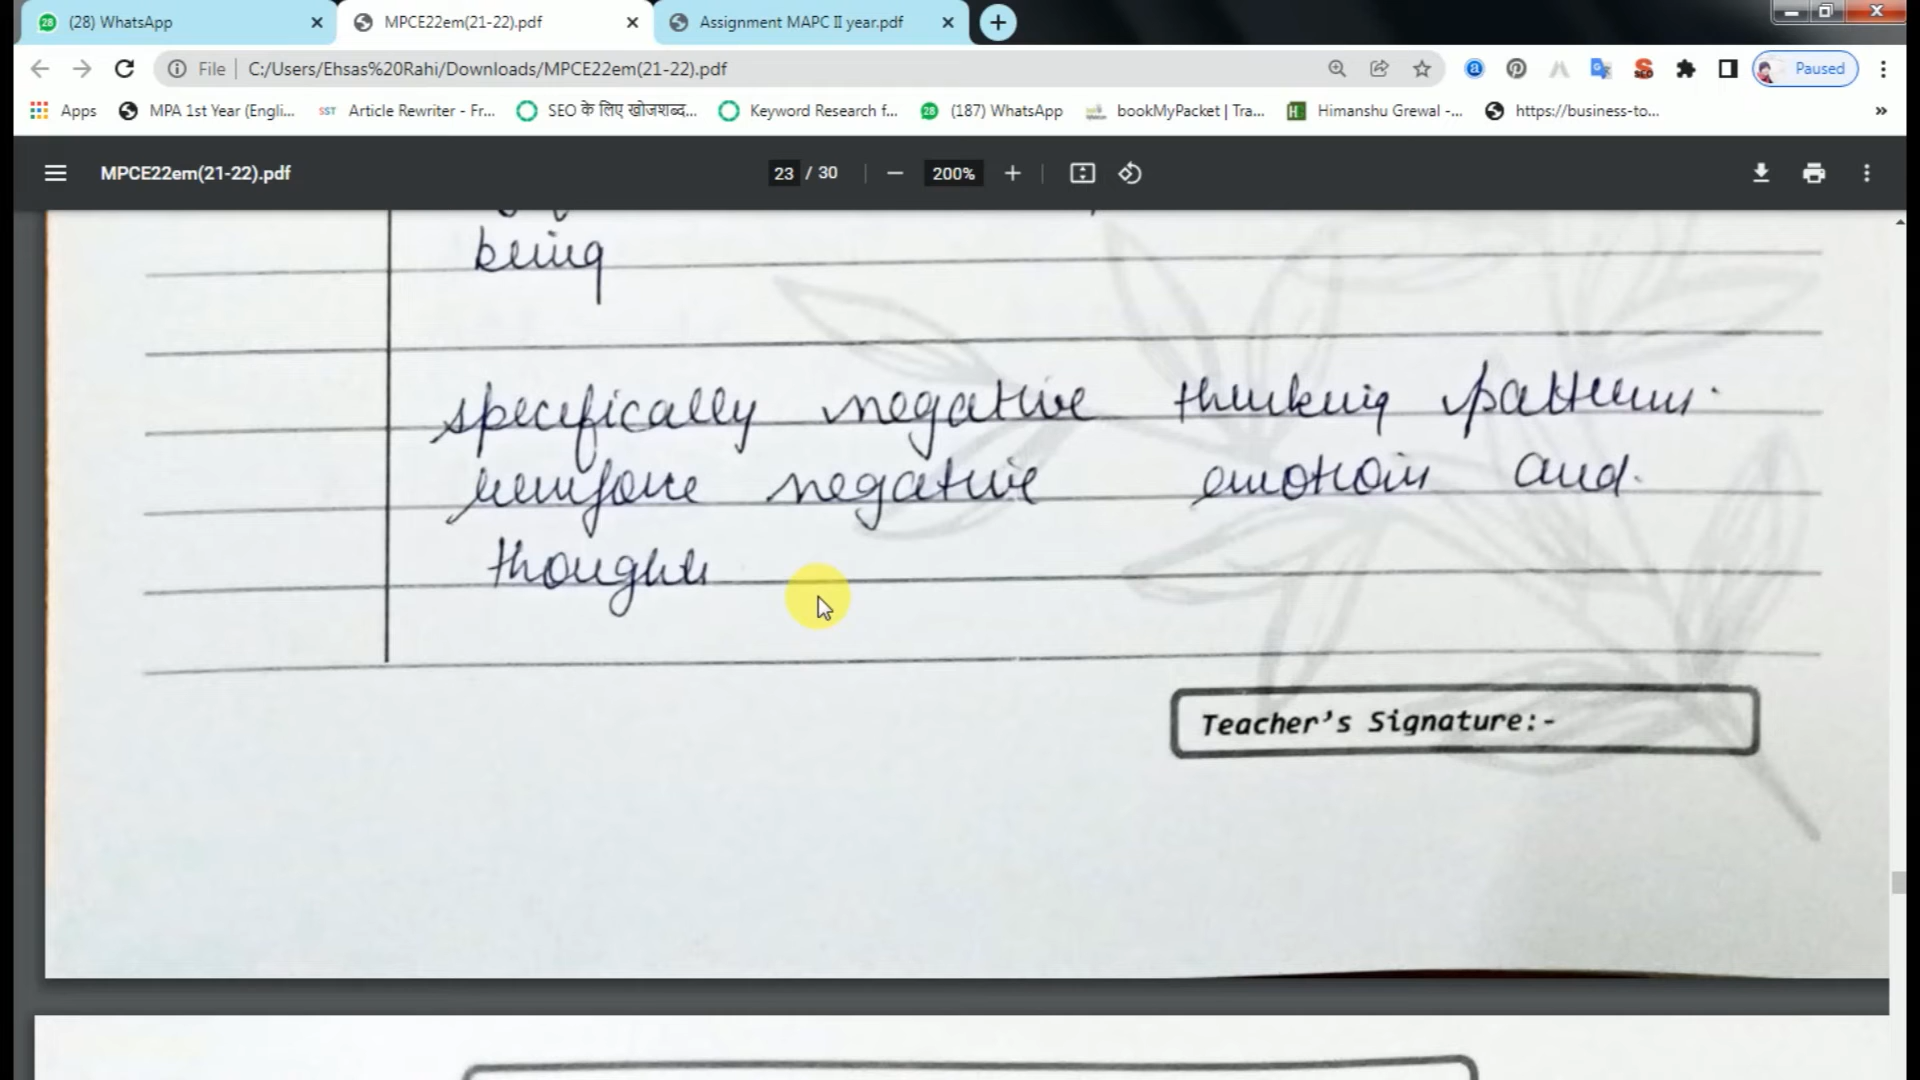 (28) WhatsApp
MPCE22em(21-22).pdf
Assignment MAPC II year.pdf
File
C:/Users/Ehsas%20Rahi/Downloads/MPCE22em(21-22).pdf
Paused
Apps
MPA 1st Year (Engli...
SST Article Rewriter - Fr...
SEO के लिए खोजशब्द...
Keyword Research f...
(187) WhatsApp
bookMyPacket | Tra...
Himanshu Grewal -...
https://business-to...
»
MPCE22em(21-22).pdf
23 / 30
200%
being
specifically negative thinking patterns.
reinforce negative emotions and.
thoughts
Teacher's Signature:-